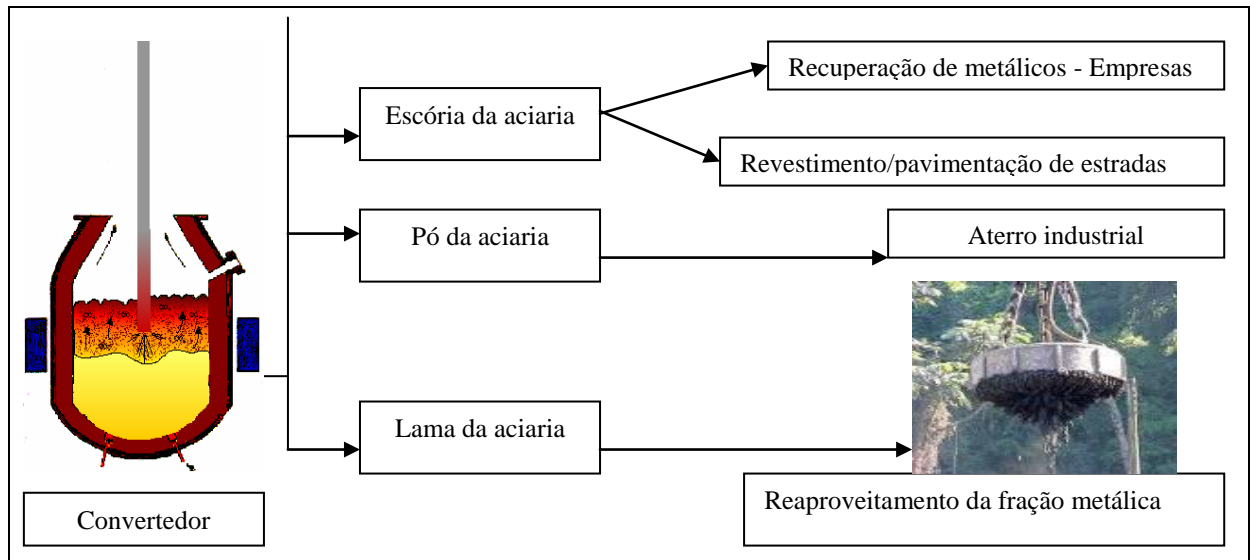 Recuperação de metálicos - Empresas
Escória da aciaria
Revestimento/pavimentação de estradas
Pó da aciaria
Aterro industrial
Lama da aciaria
Reaproveitamento da fração metálica
Convertedor